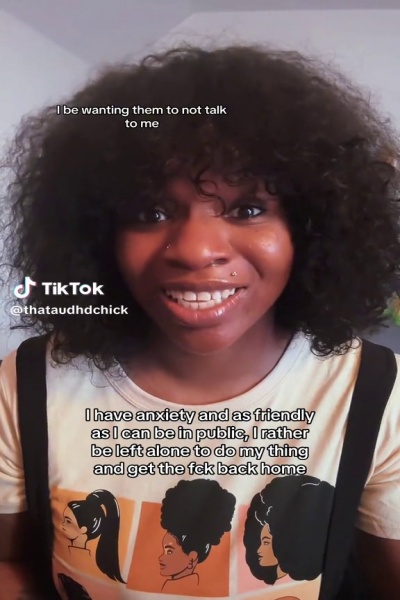 I be wanting them to not talk
to me
TikTok
@thataudhdchick
I have anxiety and as friendly
as I can be in public, I rather
be left alone to do my thing
and get the fck back home